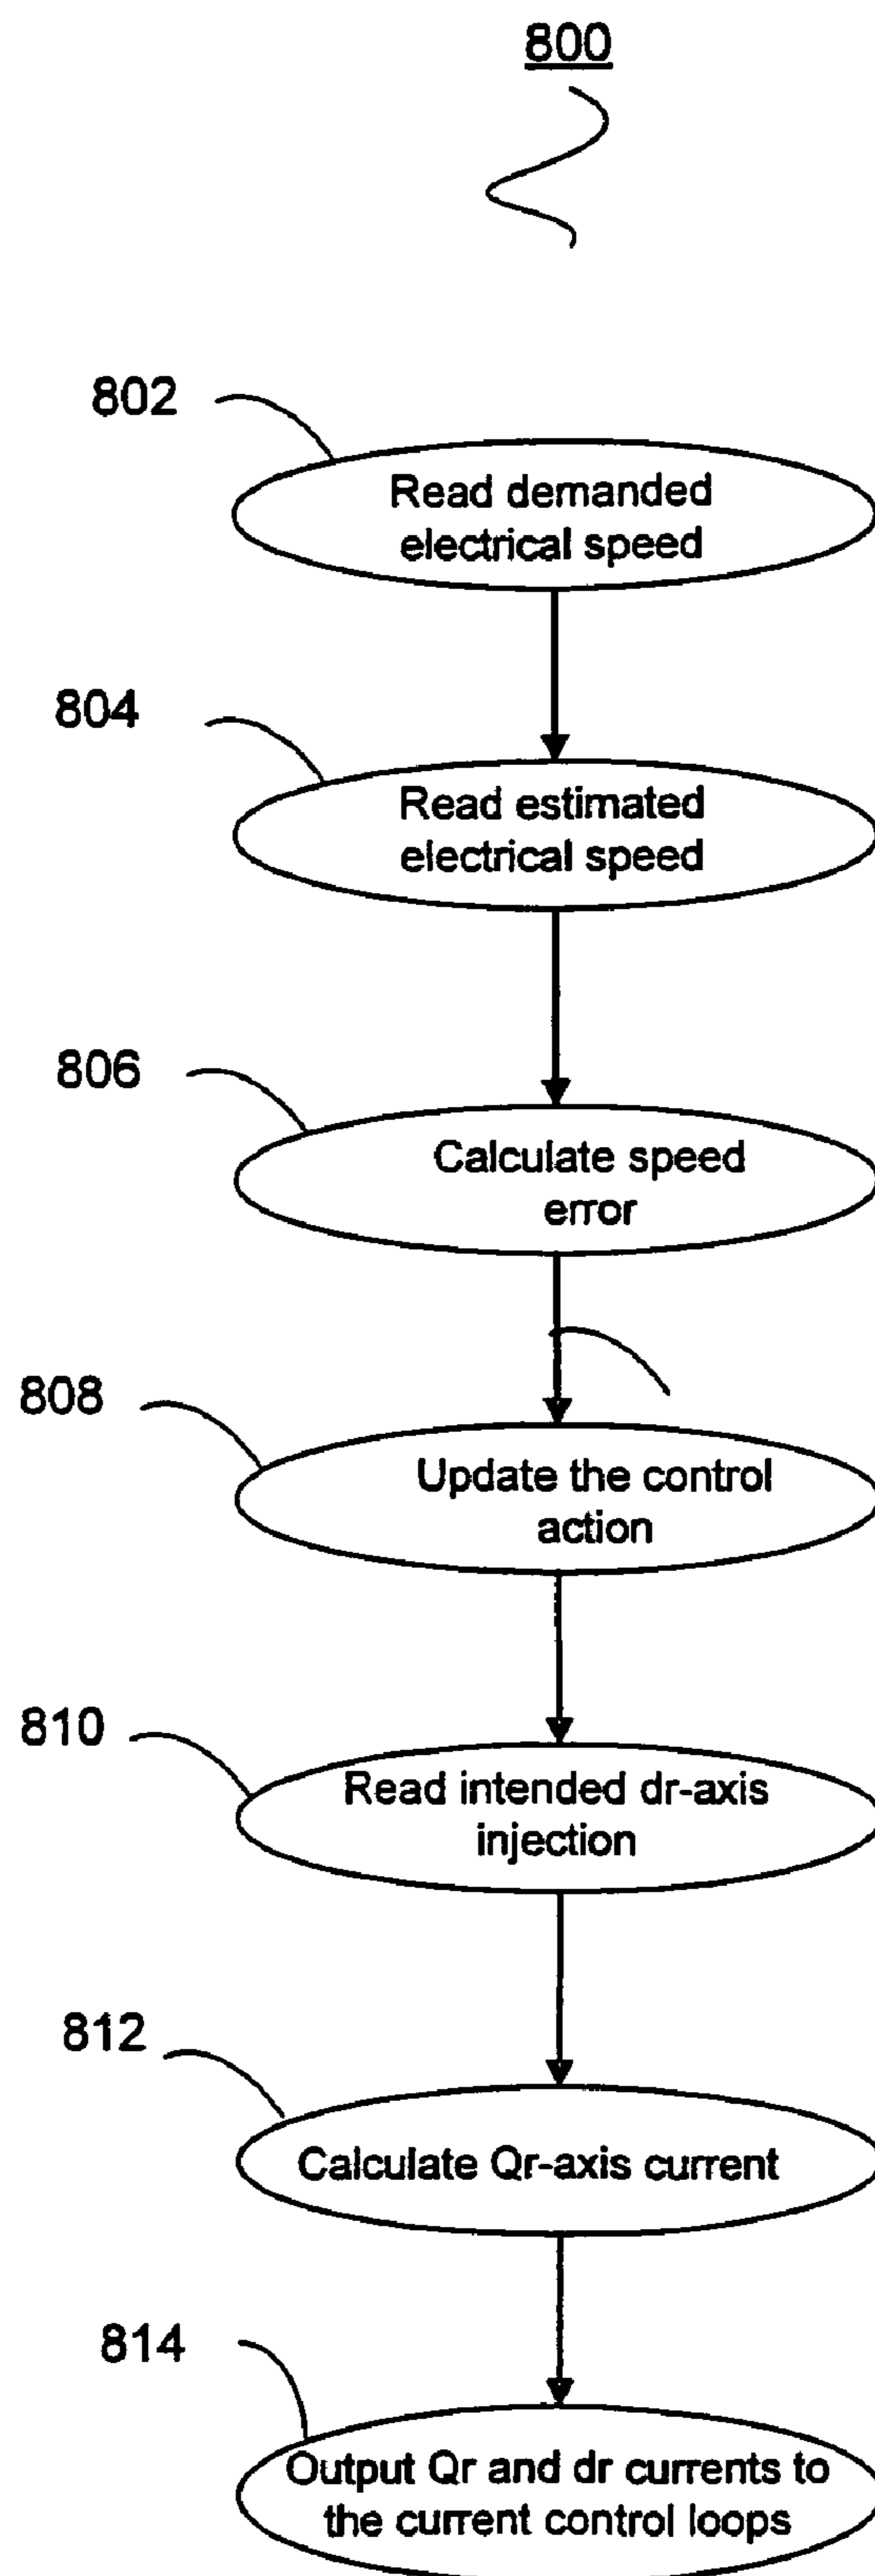 800
802
Read demanded
electrical speed
804
Read estimated
electrical speed
806
Calculate speed
error
808
Update the control
action
810
Read intended dr-axis
injection
812
Calculate Qr-axis current
814
Output Qr and dr currents to
the current control loops